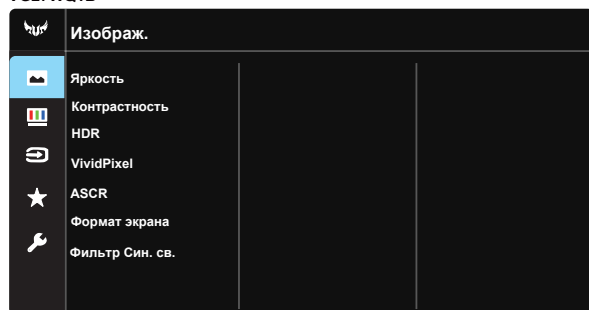 Изображ.
Яркость
Контрастность
HDR
VividPixel
ASCR
Формат экрана
Фильтр Син. св.